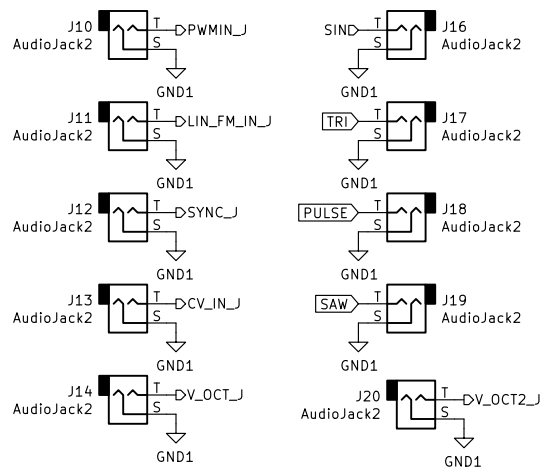 J10
AudioJack2
T
S
PWMIN_J
GND1
J11
AudioJack2
T
S
LIN_FM_IN_J
GND1
J12
AudioJack2
T
S
SYNC_J
GND1
J13
AudioJack2
T
S
CV_IN_J
GND1
J14
AudioJack2
T
S
V_OCT_J
GND1
SIN
T
S
J16
AudioJack2
GND1
TRI
T
S
J17
AudioJack2
GND1
PULSE
T
S
J18
AudioJack2
GND1
SAW
T
S
J19
AudioJack2
GND1
J20
AudioJack2
T
S
V_OCT2_J
GND1